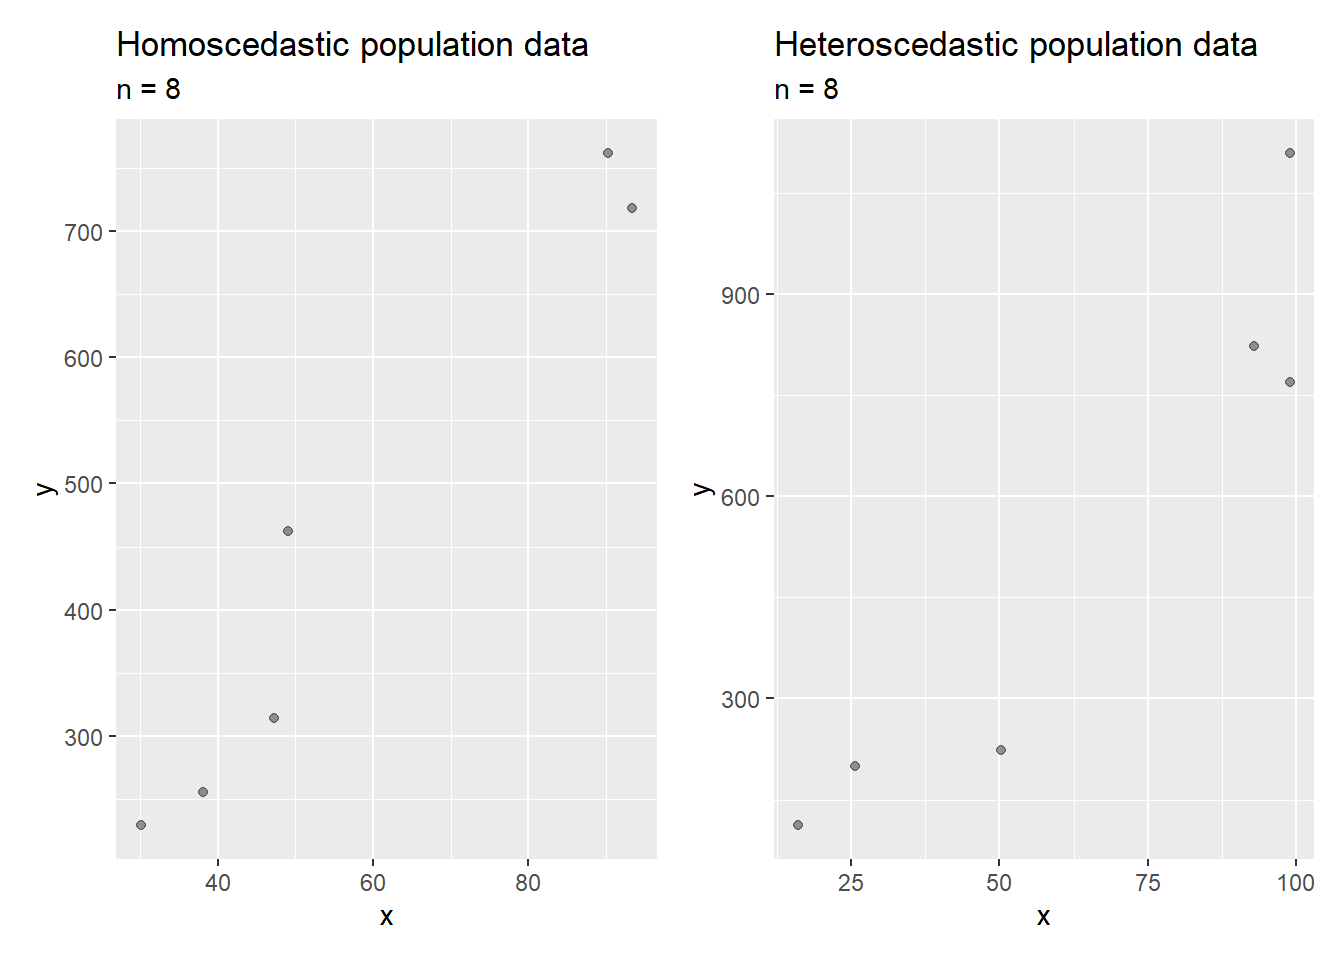 Homoscedastic population data
n = 8
700
600
500
400
300
y
40 60 80
x
Heteroscedastic population data
n = 8
900
600
300
y
25 50 75 100
x